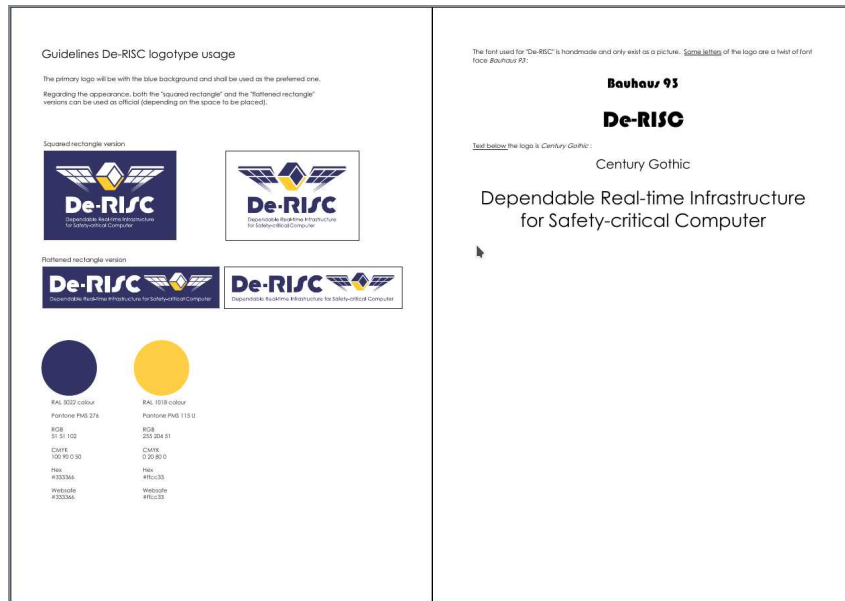 Guidelines De-RISC logotype usage
The primary logo will be with the blue background and shall be used as the preferred one.
Regarding the appearance, both the "squared rectangle" and the "flattened rectangle"
versions can be used as official (depending on the space to be placed).
Squared rectangle version
De-RISC
Dependable Real-time Infrastructure
for Safety-critical Computer
De-RISC
Dependable Real-time Infrastructure
for Safety-critical Computer
Flattened rectangle version
De-RISC
Dependable Real-time Infrastructure for Safety-critical Computer
De-RISC
Dependable Real-time Infrastructure for Safety-critical Computer
RAL 5022 colour
Pantone PMS 276
RGB
51 51 102
CMYK
100 90 0 50
Hex
#333366
Websafe
#333366
RAL 1018 colour
Pantone PMS 115 U
RGB
255 204 51
CMYK
0 20 80 0
Hex
#ffcc33
Websafe
#ffcc33
The font used for "De-RISC" is handmade and only exist as a picture. Some letters of the logo are a twist of font
face Bauhaus 93:
Bauhaus 93
De-RISC
Text below the logo is Century Gothic :
Century Gothic
Dependable Real-time Infrastructure
for Safety-critical Computer